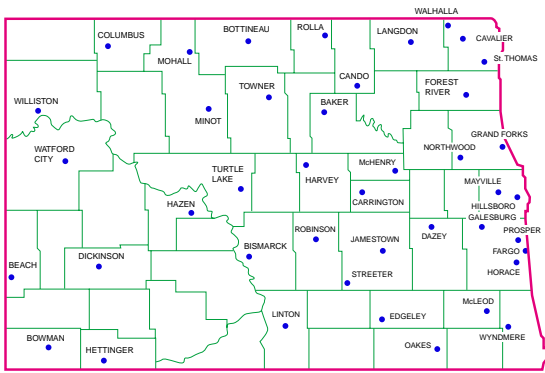 WALHALLA
ROLLA
BOTTINEAU
LANGDON
COLUMBUS
CAVALIER
MOHALL
St. THOMAS
CANDO
TOWNER
FOREST
RIVER
WILLISTON
BAKER
MINOT
GRAND FORKS
WATFORD
CITY
NORTHWOOD
McHENRY
TURTLE
LAKE
HARVEY
MAYVILLE
CARRINGTON
HAZEN
HILLSBORO
GALESBURG
ROBINSON
PROSPER
DAZEY
BISMARCK
JAMESTOWN
FARGO
DICKINSON
BEACH
HORACE
STREETER
McLEOD
LINTON
EDGELEY
BOWMAN
WYNDMERE
HETTINGER
OAKES